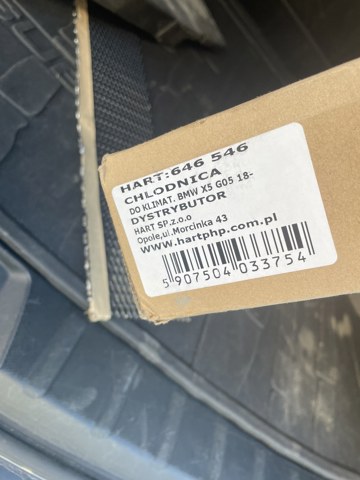 HART:646 546
CHLODNICA
DO KLIMAT. BMW X5 G05 18-
DYSTRYBUTOR
HART SP.z.o.o
Opole,ul.Morcinka 43
www.hartphp.com.pl
5 907504 033754